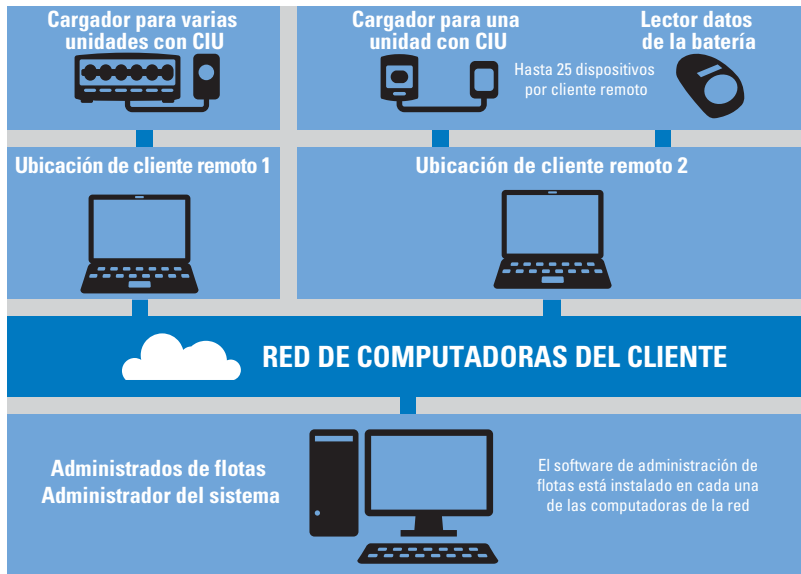 Cargador para varias
unidades con CIU
Cargador para una
unidad con CIU
Hasta 25 dispositivos
por cliente remoto
Lector datos
de la batería
Ubicación de cliente remoto 1
Ubicación de cliente remoto 2
RED DE COMPUTADORAS DEL CLIENTE
Administrados de flotas
Administrador del sistema
El software de administración de
flotas está instalado en cada una
de las computadoras de la red